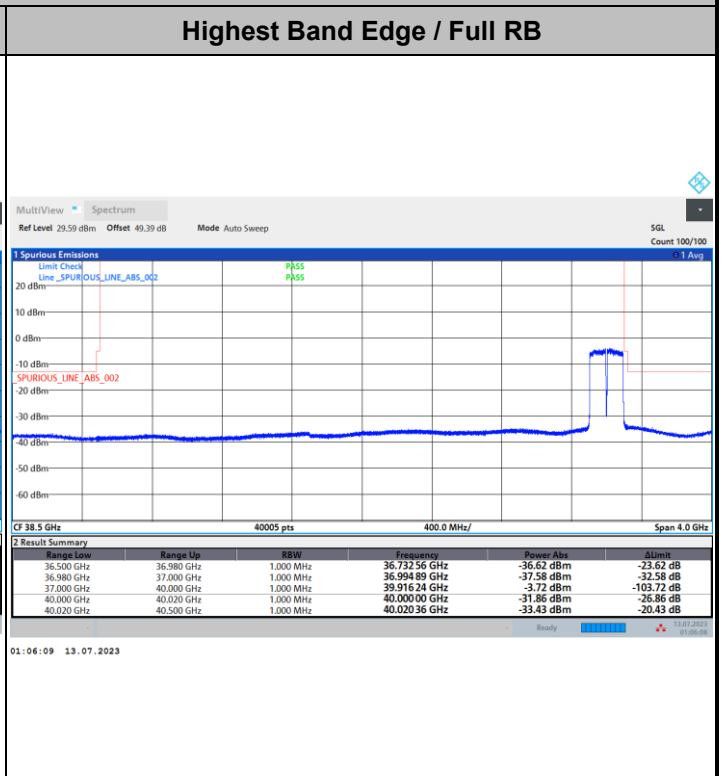 Highest Band Edge / Full RB
MultiView Spectrum
Ref Level 29.59 dBm Offset 49.39 dB Mode Auto Sweep SGL
Count 100/100
1 Spurious Emissions 1 Avg
Limit Check PASS
Line _SPURIOUS_LINE_ABS_002 PASS
20 dBm
10 dBm
0 dBm
-10 dBm
_SPURIOUS_LINE_ABS_002
-20 dBm
-30 dBm
-40 dBm
-50 dBm
-60 dBm
CF 38.5 GHz 40005 pts 400.0 MHz/ Span 4.0 GHz
2 Result Summary
Range Low Range Up RBW Frequency Power Abs ΔLimit
36.500 GHz 36.980 GHz 1.000 MHz 36.732 56 GHz -36.62 dBm -23.62 dB
36.980 GHz 37.000 GHz 1.000 MHz 36.994 89 GHz -37.58 dBm -32.58 dB
37.000 GHz 40.000 GHz 1.000 MHz 39.916 24 GHz -3.72 dBm -103.72 dB
40.000 GHz 40.020 GHz 1.000 MHz 40.000 00 GHz -31.86 dBm -26.86 dB
40.020 GHz 40.500 GHz 1.000 MHz 40.020 36 GHz -33.43 dBm -20.43 dB
Ready 13.07.2023
01:06:08
01:06:09 13.07.2023